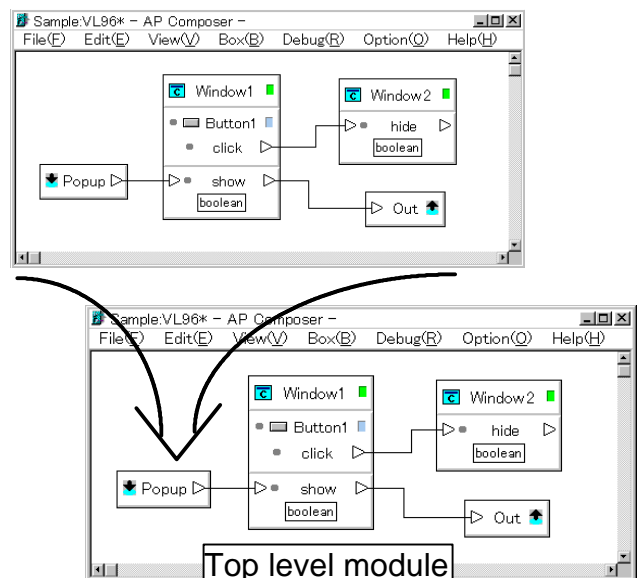 Sample:VL96* - AP Composer -
File(F) Edit(E) View(V) Box(B) Debug(R) Option(O) Help(H)
Window1
Window2
Button1
click
hide
boolean
Popup
show
boolean
Out
Sample:VL96* - AP Composer -
File(F) Edit(E) View(V) Box(B) Debug(R) Option(O) Help(H)
Window1
Window2
Button1
click
hide
boolean
Popup
show
boolean
Out
Top level module